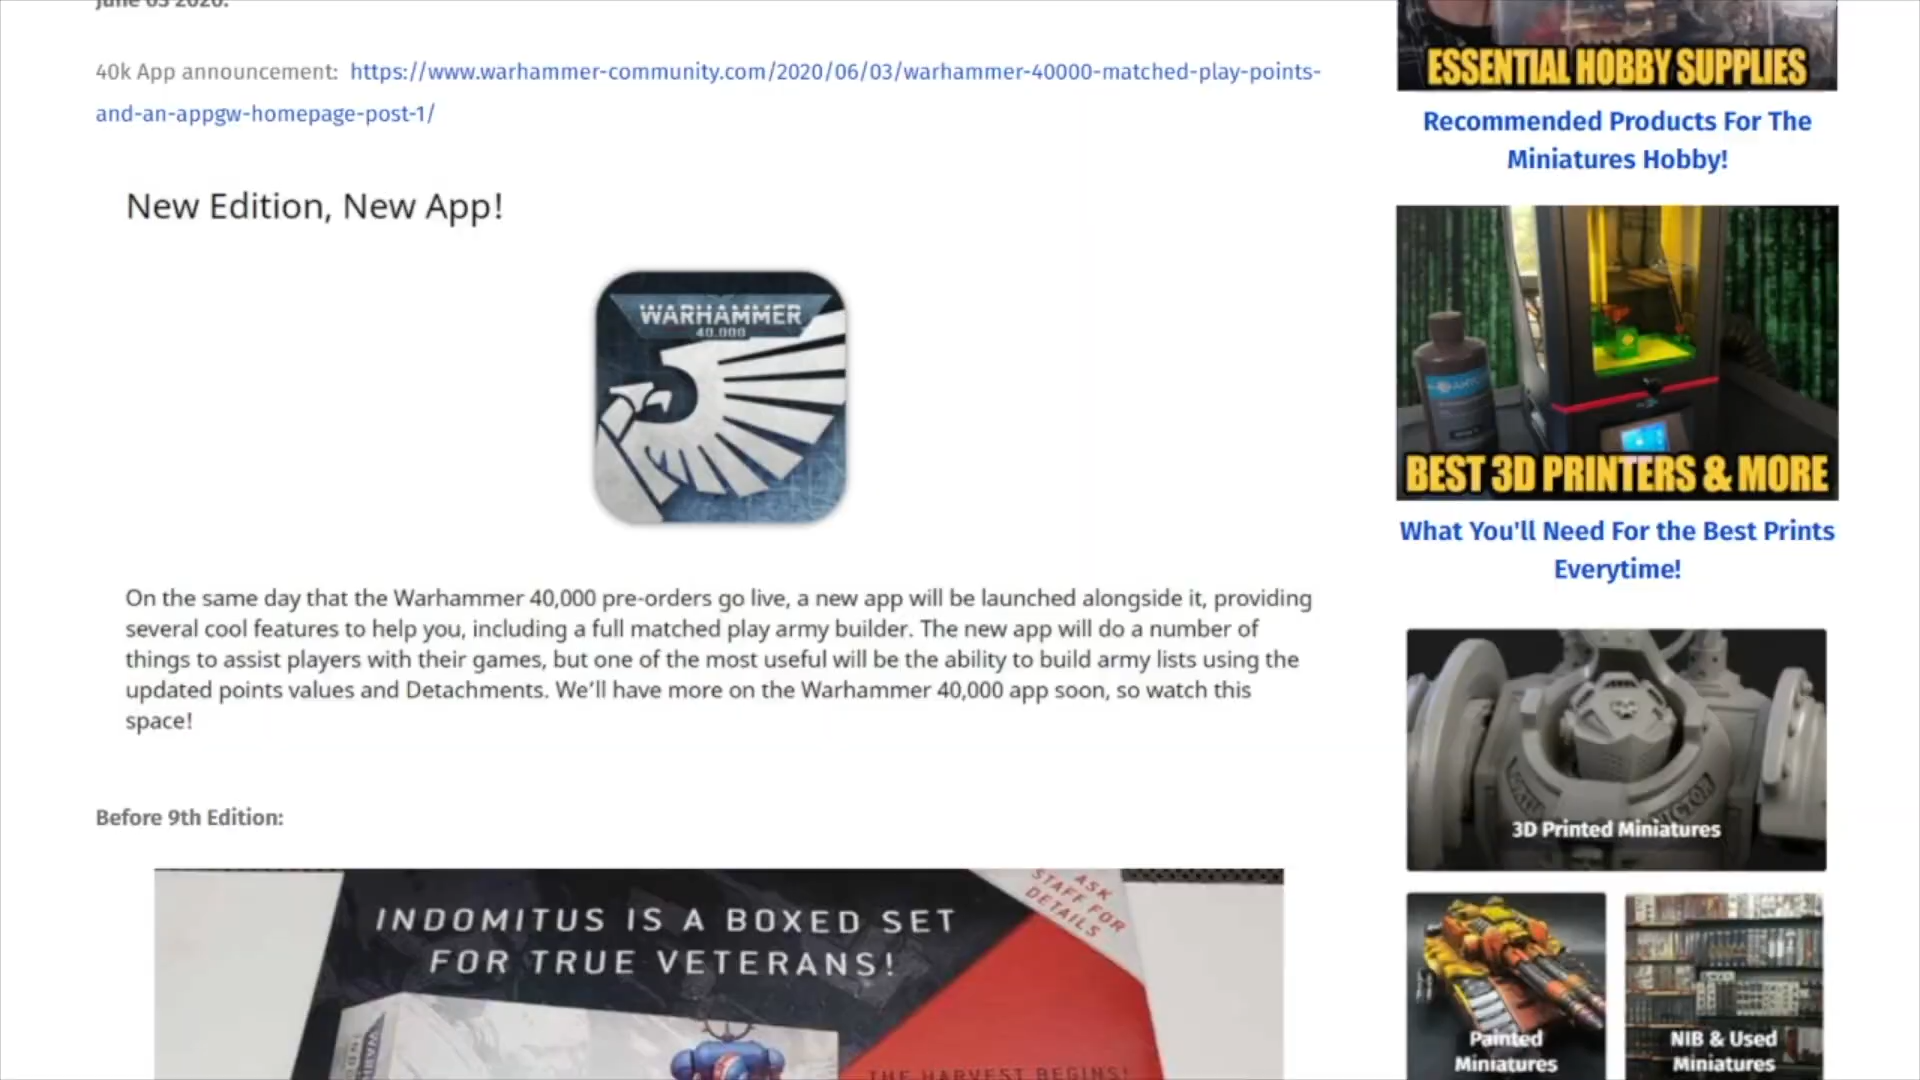 June 03 2020.
40k App announcement: https://www.warhammer-community.com/2020/06/03/warhammer-40000-matched-play-points-
and-an-appgw-homepage-post-1/
New Edition, New App!
WARHAMMER
40,000
On the same day that the Warhammer 40,000 pre-orders go live, a new app will be launched alongside it, providing
several cool features to help you, including a full matched play army builder. The new app will do a number of
things to assist players with their games, but one of the most useful will be the ability to build army lists using the
updated points values and Detachments. We'll have more on the Warhammer 40,000 app soon, so watch this
space!
Before 9th Edition:
INDOMITUS IS A BOXED SET
FOR TRUE VETERANS!
ASK
STAFF FOR
DETAILS
THE HARVEST BEGINS!
ESSENTIAL HOBBY SUPPLIES
Recommended Products For The
Miniatures Hobby!
BEST 3D PRINTERS & MORE
What You'll Need For the Best Prints
Everytime!
3D Printed Miniatures
Painted
Miniatures
NIB & Used
Miniatures